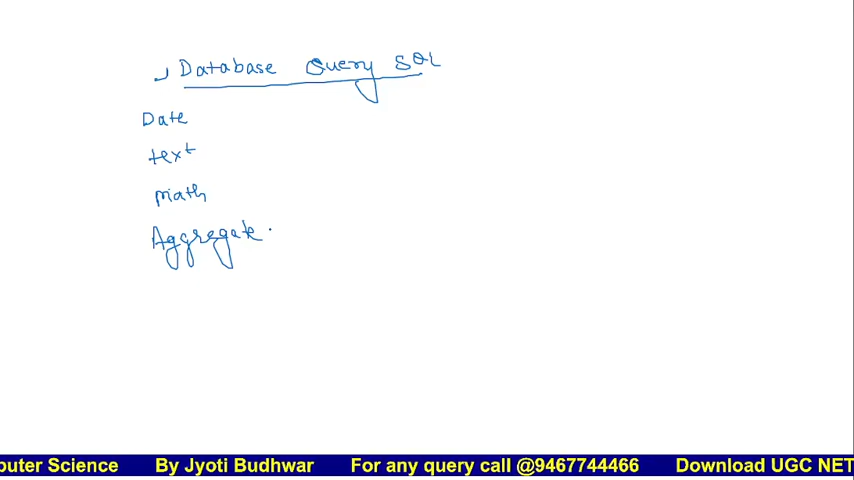 Database Query SQL
Date
text
math
Aggregate.
puter Science By Jyoti Budhwar For any query call @9467744466 Download UGC NET